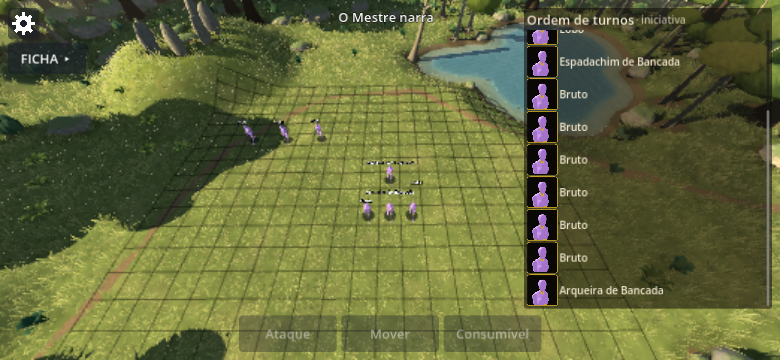 O Mestre narra
Ordem de turnos iniciativa
FICHA
Lobo
Espadachim de Bancada
Bruto
Bruto
Bruto
Bruto
Bruto
Bruto
Arqueira de Bancada
Ataque
Mover
Consumível